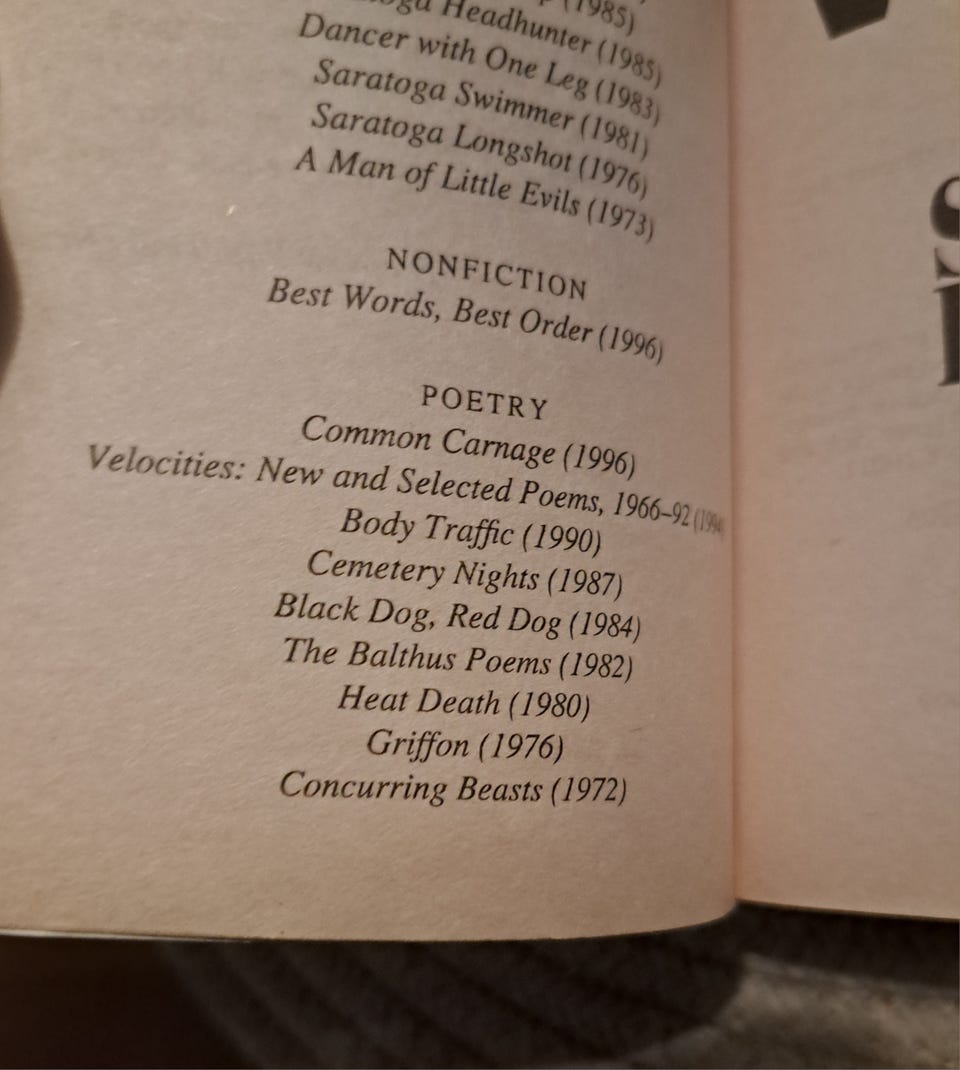 (1985)
Headhunter (1985)
Dancer with One Leg (1983)
Saratoga Swimmer (1981)
Saratoga Longshot (1976)
A Man of Little Evils (1973)
NONFICTION
Best Words, Best Order (1996)
POETRY
Common Carnage (1996)
Velocities: New and Selected Poems, 1966–92 (1994
Body Traffic (1990)
Cemetery Nights (1987)
Black Dog, Red Dog (1984)
The Balthus Poems (1982)
Heat Death (1980)
Griffon (1976)
Concurring Beasts (1972)